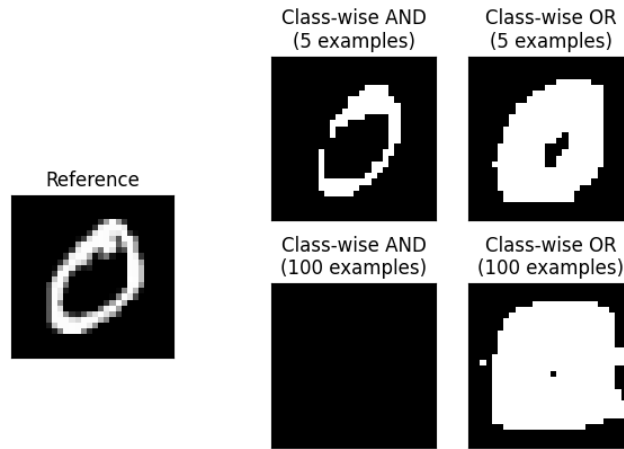 Class-wise AND
(5 examples)
Class-wise OR
(5 examples)
Reference
Class-wise AND
(100 examples)
Class-wise OR
(100 examples)